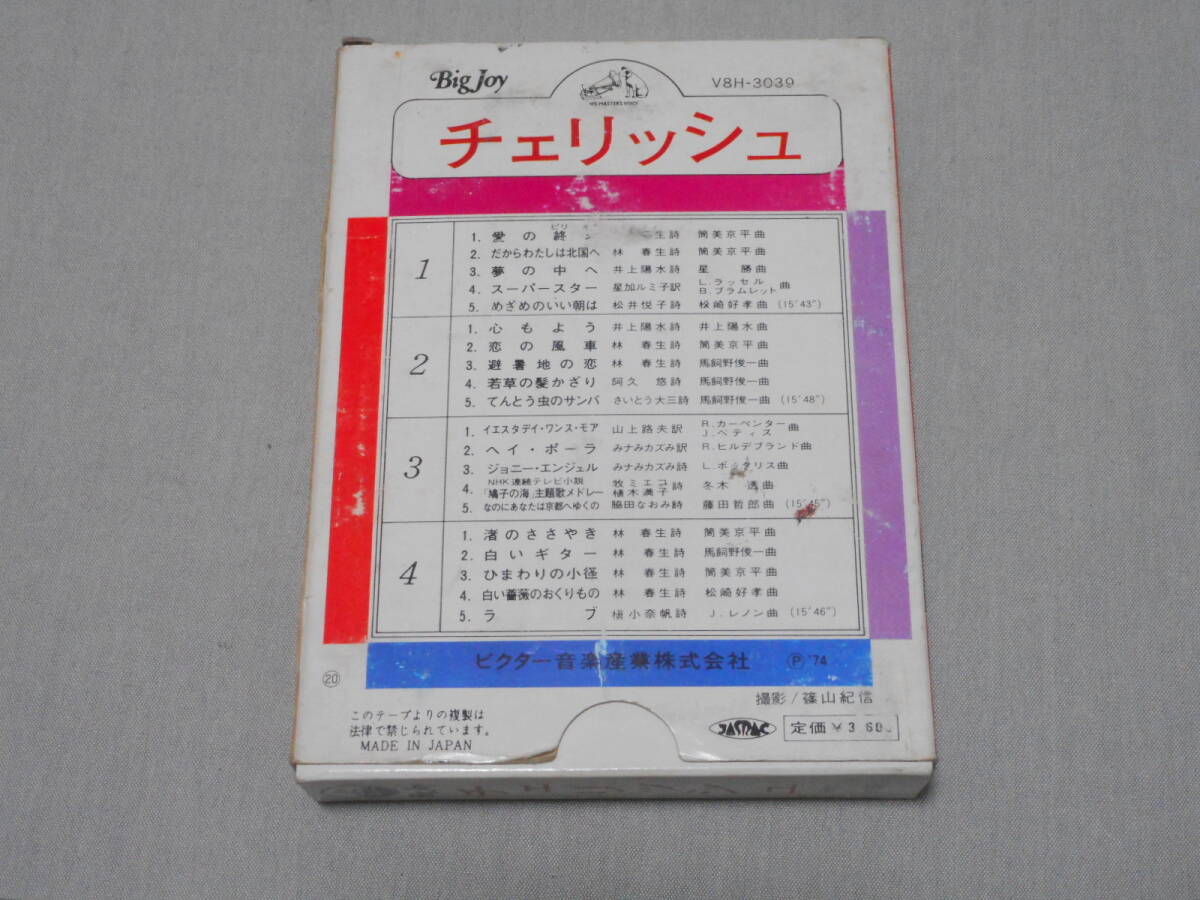 Big Joy
HIS MASTER'S VOICE
V8H-3039
チェリッシュ
1
1. 愛の終 生詩 筒美京平曲
2. だからわたしは北国へ 林 春生詩 筒美京平曲
3. 夢の中へ 井上陽水詩 星 勝曲
4. スーパースター 星加ルミ子訳 L.ラッセル B.ブラムレット 曲
5. めざめのいい朝は 松井悦子詩 松崎好孝曲 (15'43")
2
1. 心もよう 井上陽水詩 井上陽水曲
2. 恋の風車 林 春生詩 筒美京平曲
3. 避暑地の恋 林 春生詩 馬飼野俊一曲
4. 若草の髪かざり 阿久 悠詩 馬飼野俊一曲
5. てんとう虫のサンバ さいとう大三詩 馬飼野俊一曲 (15'48")
3
1. イエスタデイ・ワンス・モア 山上路夫訳 R.カーペンター J.ベティス 曲
2. ヘイ・ポーラ みナみカズみ訳 R.ヒルデブランド曲
3. ジョニー・エンジェル みナみカズみ詩 L.ポックリス曲
4. NHK連続テレビ小説 「鳩子の海」主題歌メドレー 牧ミエコ 植木満子 詩 冬木 透曲
5. なのにあなたは京都へゆくの 脇田なおみ詩 藤田哲郎曲 (15'45")
4
1. 渚のささやき 林 春生詩 筒美京平曲
2. 白いギター 林 春生詩 馬飼野俊一曲
3. ひまわりの小径 林 春生詩 筒美京平曲
4. 白い薔薇のおくりもの 林 春生詩 松崎好孝曲
5. ラブ 槇小奈帆詩 J.レノン曲 (15'46")
ビクター音楽産業株式会社 Ⓟ '74
⑳
撮影/篠山紀信
このテープよりの複製は
法律で禁じられています。
MADE IN JAPAN
JASRAC
定価¥3 60